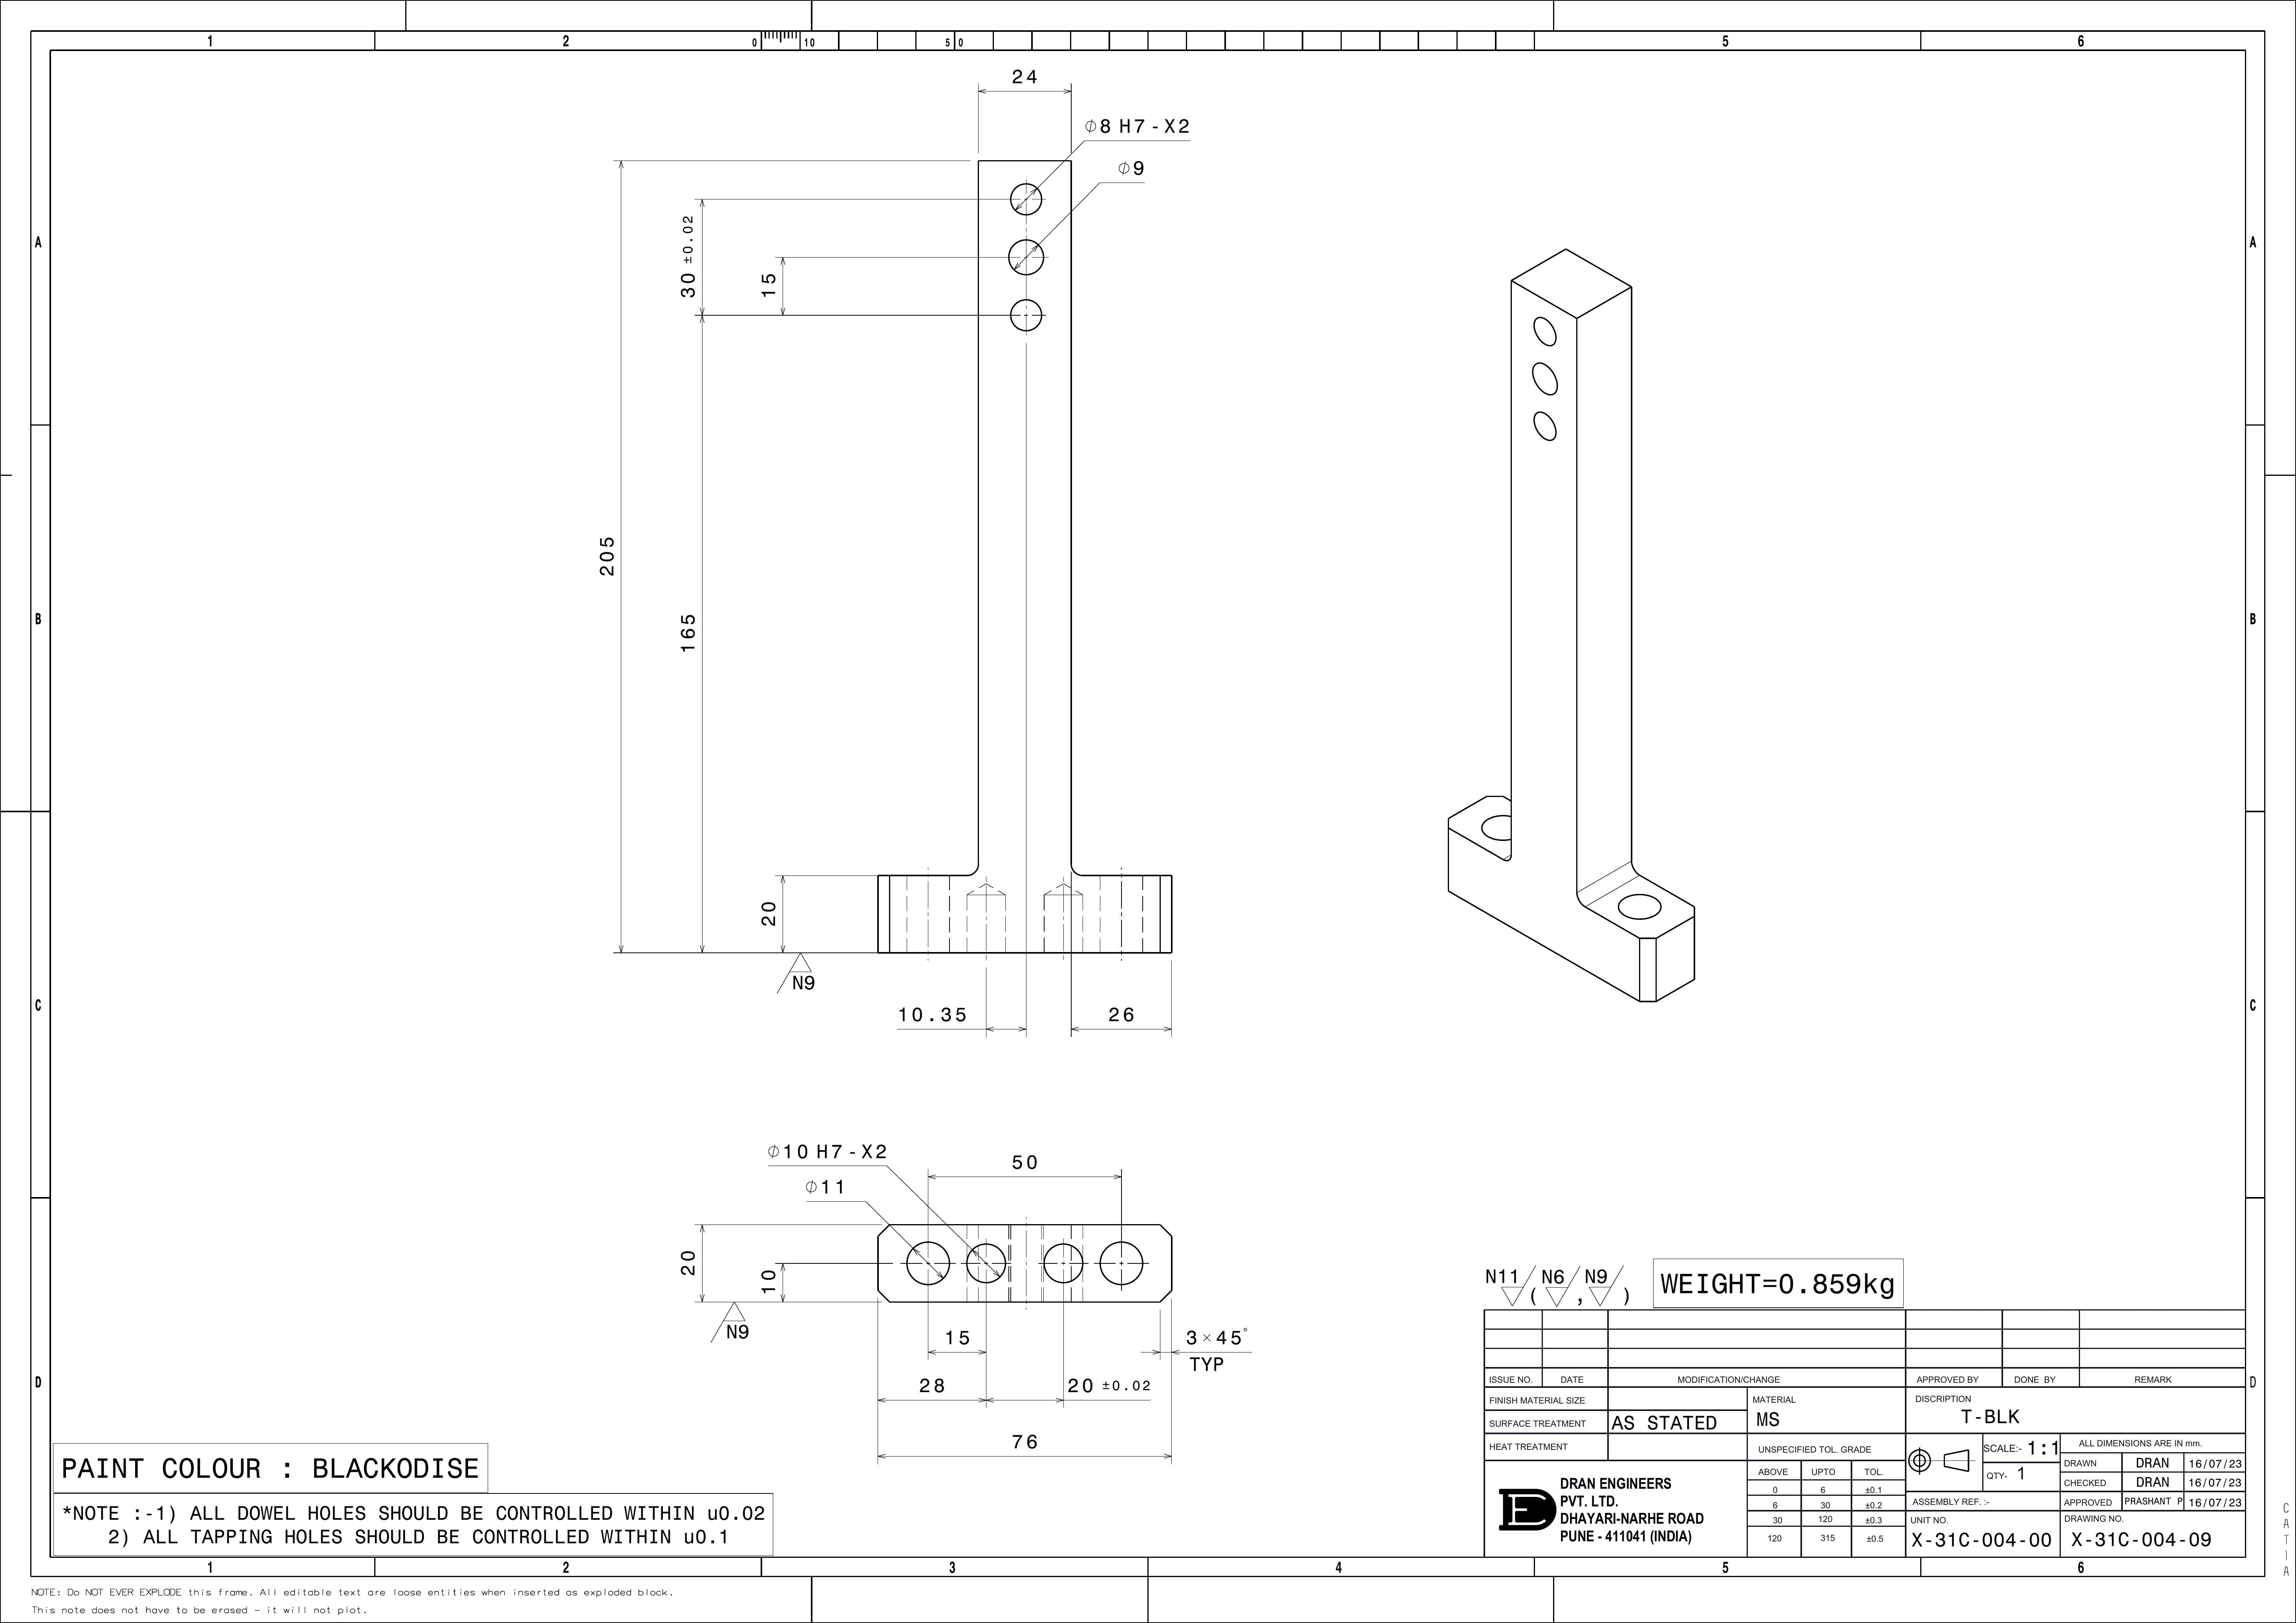 1
2
0
10
50
5
6
24
Ø8 H7-X2
Ø9
A
A
30 ±0.02
15
205
165
B
B
20
N9
C
C
10.35
26
Ø10 H7-X2
50
Ø11
20
10
N9
15
3×45°
TYP
28
20 ±0.02
76
D
D
N11 ( N6 , N9 )
WEIGHT=0.859kg
ISSUE NO. DATE MODIFICATION/CHANGE APPROVED BY DONE BY REMARK
FINISH MATERIAL SIZE
MATERIAL
MS
DISCRIPTION
T-BLK
SURFACE TREATMENT AS STATED
HEAT TREATMENT
UNSPECIFIED TOL. GRADE
SCALE:- 1:1
ALL DIMENSIONS ARE IN mm.
ABOVE UPTO TOL.
0 6 ±0.1
6 30 ±0.2
30 120 ±0.3
120 315 ±0.5
QTY- 1
DRAWN DRAN 16/07/23
CHECKED DRAN 16/07/23
APPROVED PRASHANT P 16/07/23
ASSEMBLY REF. :-
UNIT NO.
X-31C-004-00
DRAWING NO.
X-31C-004-09
DRAN ENGINEERS
PVT. LTD.
DHAYARI-NARHE ROAD
PUNE - 411041 (INDIA)
PAINT COLOUR : BLACKODISE
*NOTE :-1) ALL DOWEL HOLES SHOULD BE CONTROLLED WITHIN u0.02
2) ALL TAPPING HOLES SHOULD BE CONTROLLED WITHIN u0.1
CATIA
1
2
3
4
5
6
NOTE: Do NOT EVER EXPLODE this frame. All editable text are loose entities when inserted as exploded block.
This note does not have to be erased - it will not plot.